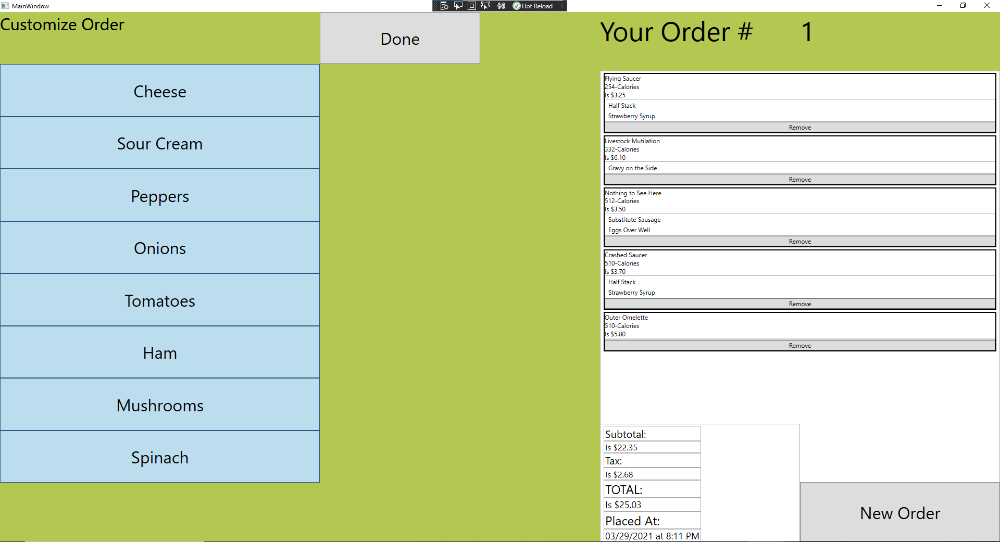 MainWindow
Hot Reload
Customize Order
Done
Cheese
Sour Cream
Peppers
Onions
Tomatoes
Ham
Mushrooms
Spinach
Your Order # 1
Flying Saucer
254-Calories
Is $3.25
Half Stack
Strawberry Syrup
Remove
Livestock Mutilation
332-Calories
Is $6.10
Gravy on the Side
Remove
Nothing to See Here
512-Calories
Is $3.50
Substitute Sausage
Eggs Over Well
Remove
Crashed Saucer
510-Calories
Is $3.70
Half Stack
Strawberry Syrup
Remove
Outer Omelette
510-Calories
Is $5.80
Remove
Subtotal:
Is $22.35
Tax:
Is $2.68
TOTAL:
Is $25.03
Placed At:
03/29/2021 at 8:11 PM
New Order